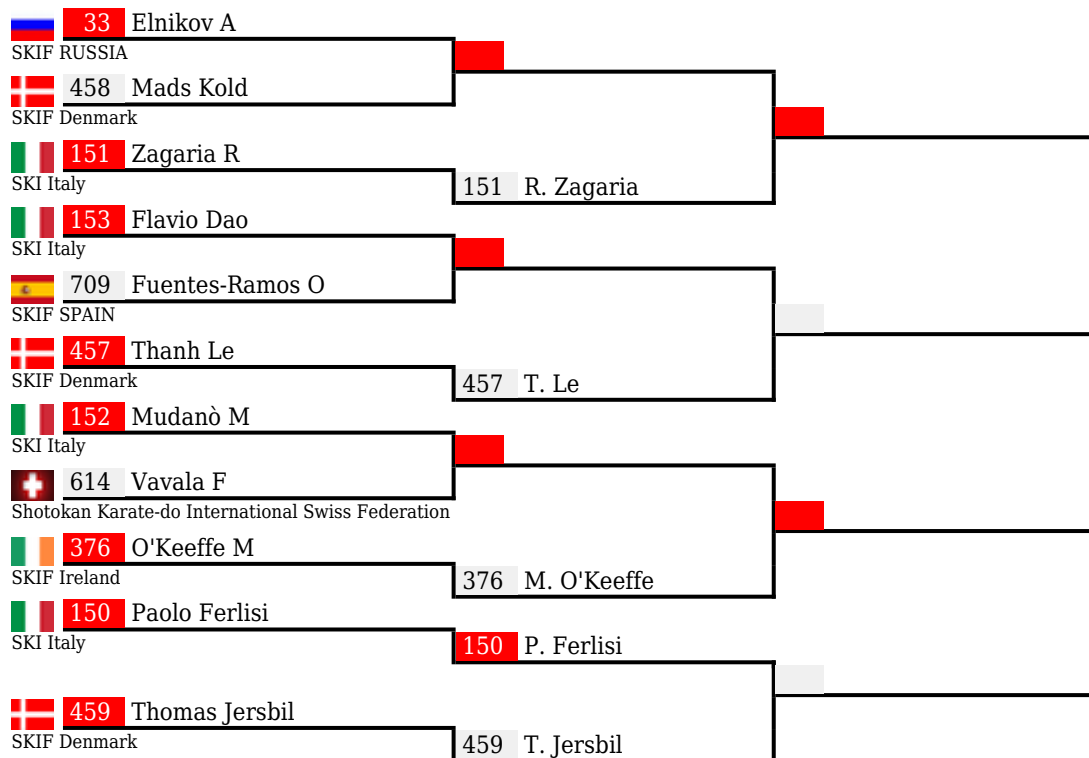 33 Elnikov A
SKIF RUSSIA
458 Mads Kold
SKIF Denmark
151 Zagaria R
SKI Italy
151 R. Zagaria
153 Flavio Dao
SKI Italy
709 Fuentes-Ramos O
SKIF SPAIN
457 Thanh Le
SKIF Denmark
457 T. Le
152 Mudanò M
SKI Italy
614 Vavala F
Shotokan Karate-do International Swiss Federation
376 O'Keeffe M
SKIF Ireland
376 M. O'Keeffe
150 Paolo Ferlisi
SKI Italy
150 P. Ferlisi
459 Thomas Jersbil
SKIF Denmark
459 T. Jersbil